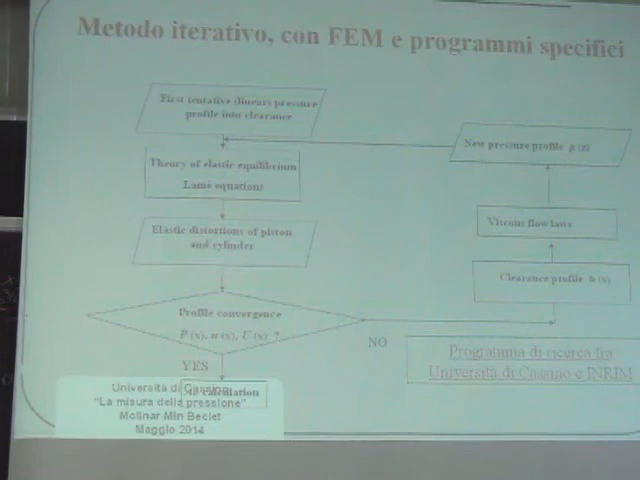 Metodo iterativo, con FEM e programmi specifici
First tentative (linear) pressure
profile into clearance
New pressure profile p (z)
Theory of elastic equilibrium
Lamé equations
Viscous flow laws
Elastic distortions of piston
and cylinder
Clearance profile h (x)
Profile convergence
P (x), u (x), U (x) ?
NO
YES
Programma di ricerca fra
Università di Cassino e INRIM
calculation
Università di Cassino
"La misura della pressione"
Molinar Min Beciet
Maggio 2014